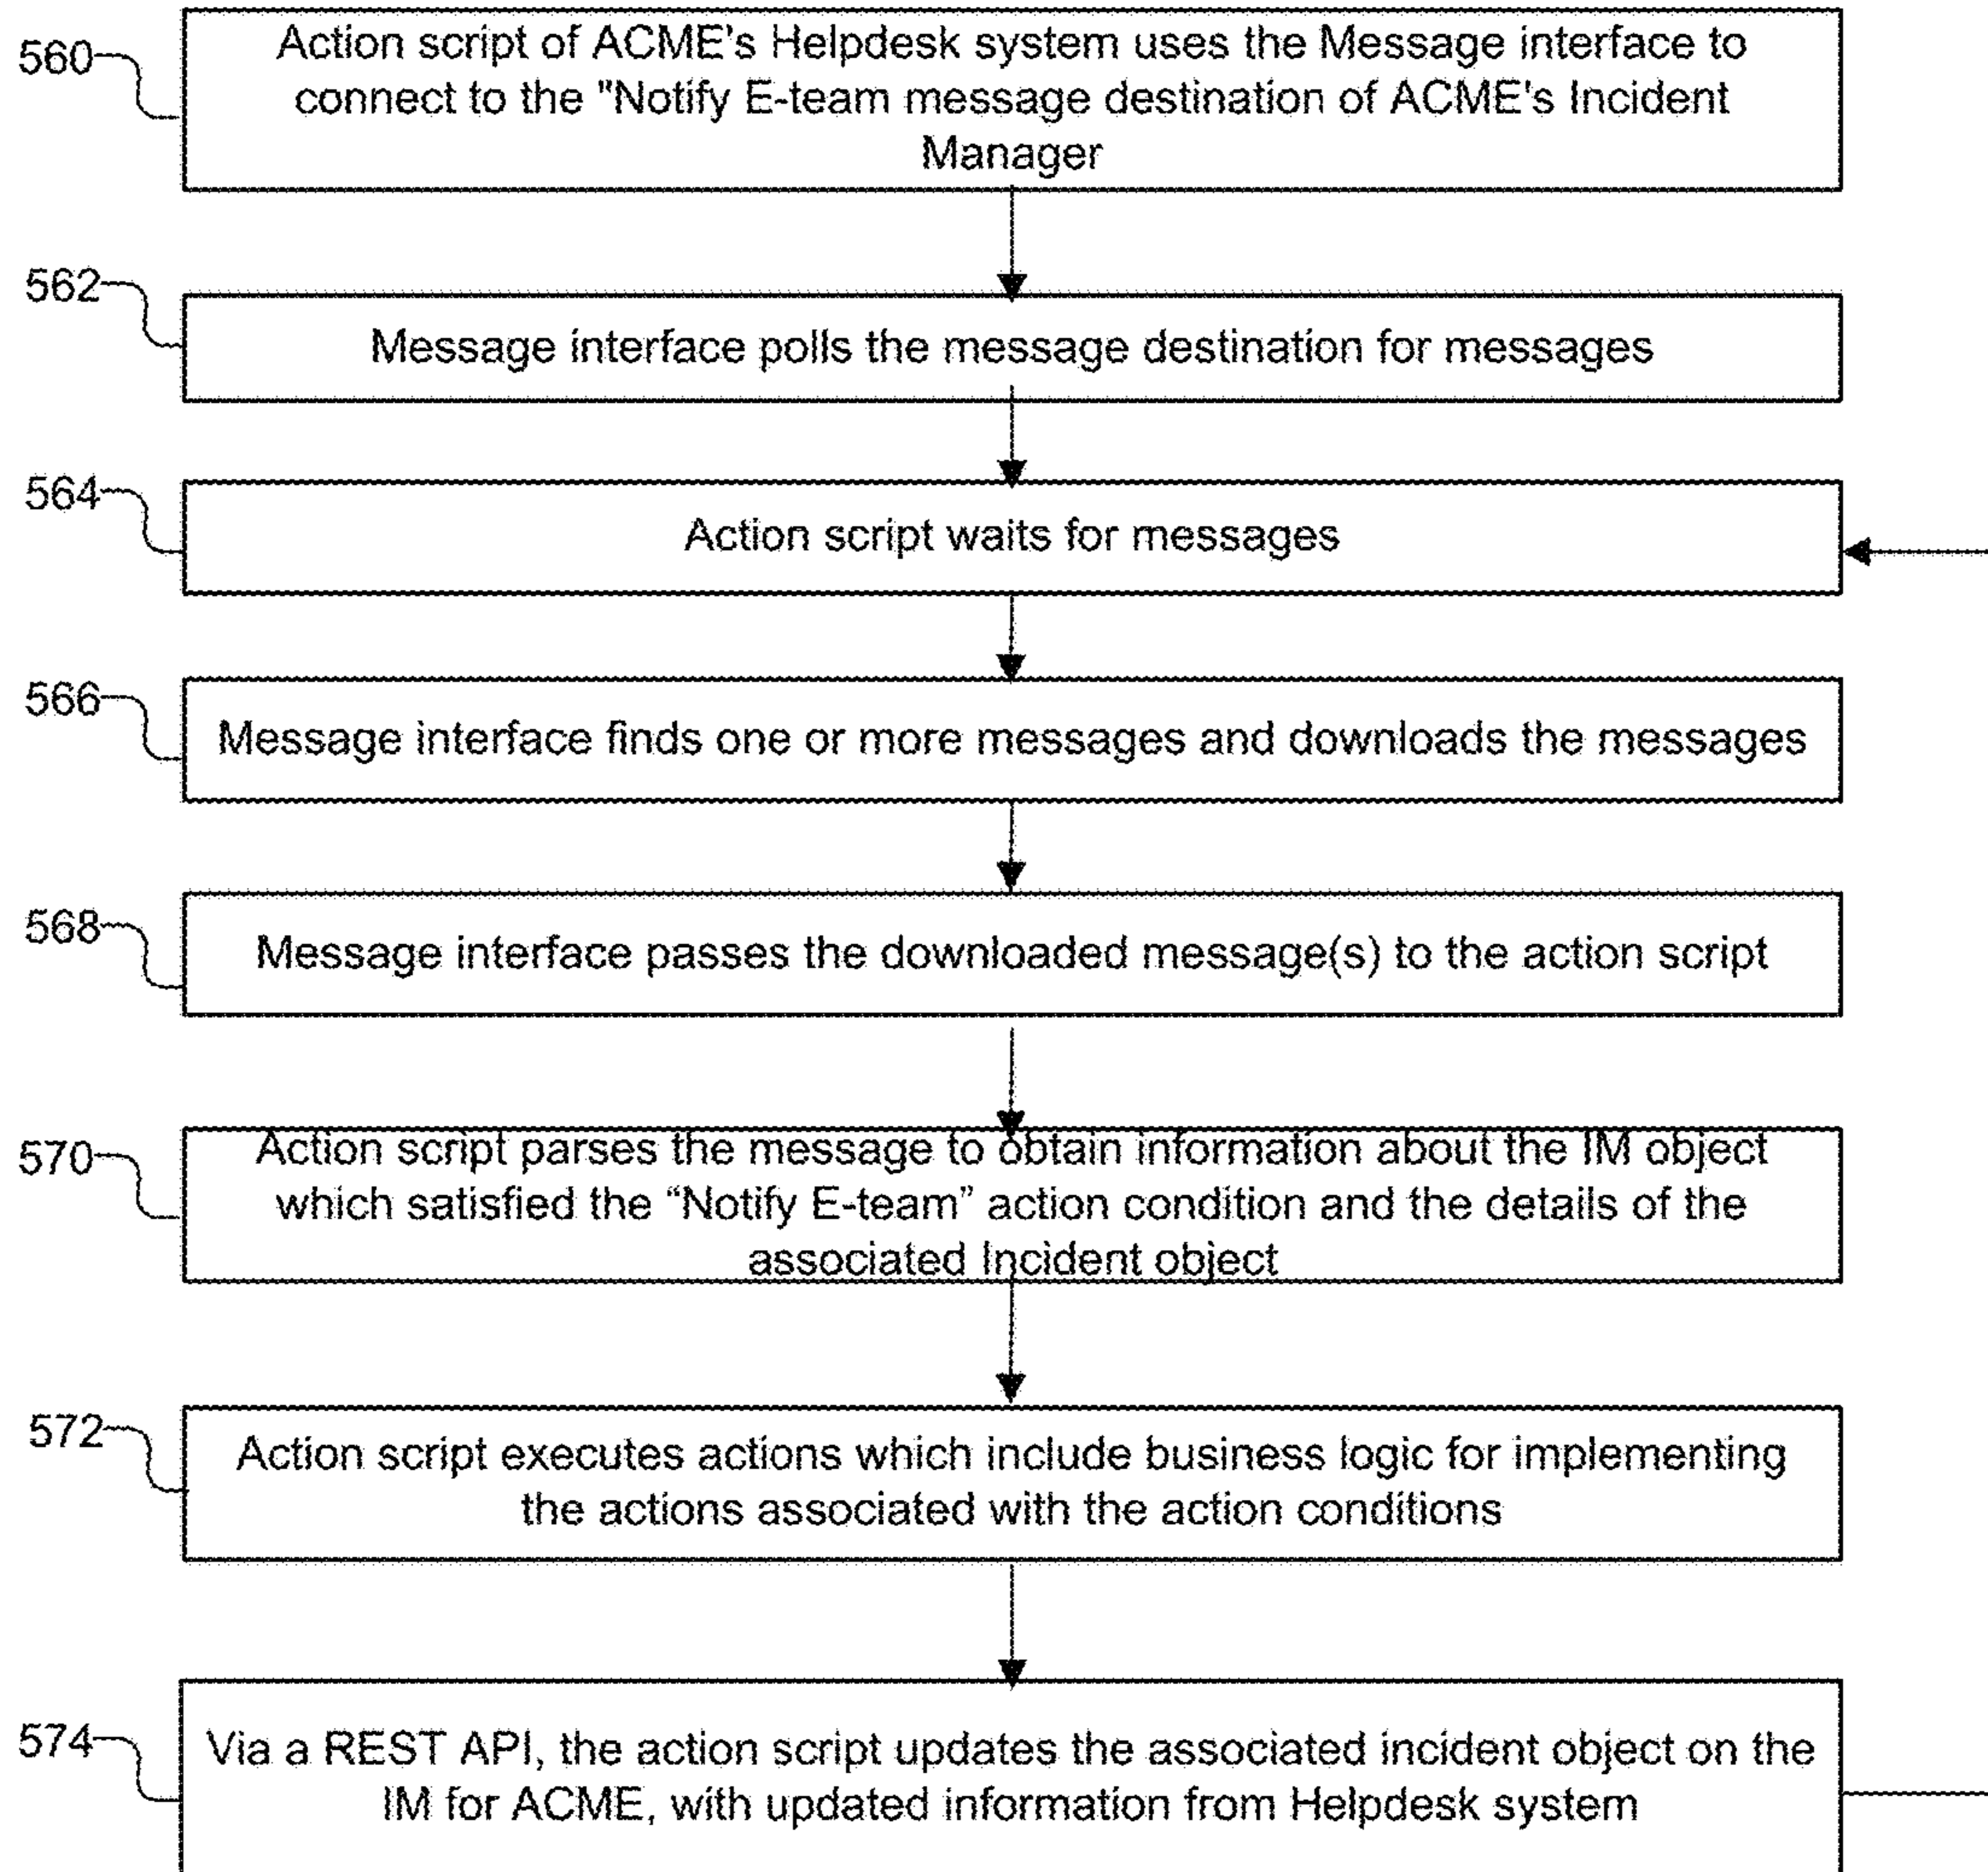 560
Action script of ACME's Helpdesk system uses the Message interface to
connect to the "Notify E-team message destination of ACME's Incident
Manager
562
Message interface polls the message destination for messages
564
Action script waits for messages
566
Message interface finds one or more messages and downloads the messages
568
Message interface passes the downloaded message(s) to the action script
570
Action script parses the message to obtain information about the IM object
which satisfied the “Notify E-team” action condition and the details of the
associated Incident object
572
Action script executes actions which include business logic for implementing
the actions associated with the action conditions
574
Via a REST API, the action script updates the associated incident object on the
IM for ACME, with updated information from Helpdesk system